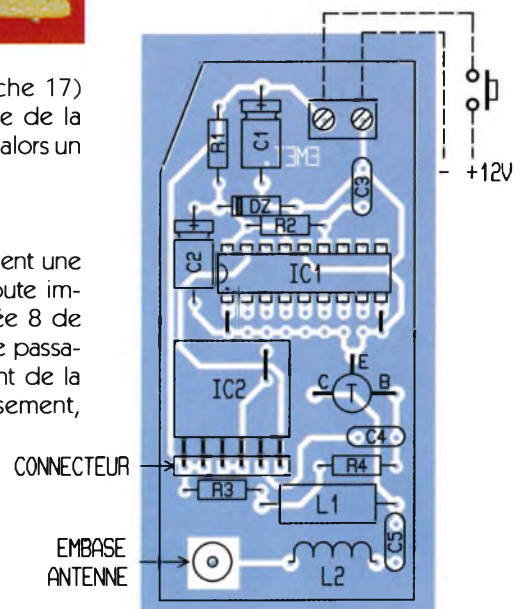 che 17)
e de la
alors un
ent une
oute im-
ée 8 de
e passa-
nt de la
sement,
- +12V
R1
C1
EMET
C3
DZ
R2
C2
IC1
E
C
T
B
IC2
C4
CONNECTEUR
R4
R3
L1
C5
EMBASE
ANTENNE
L2